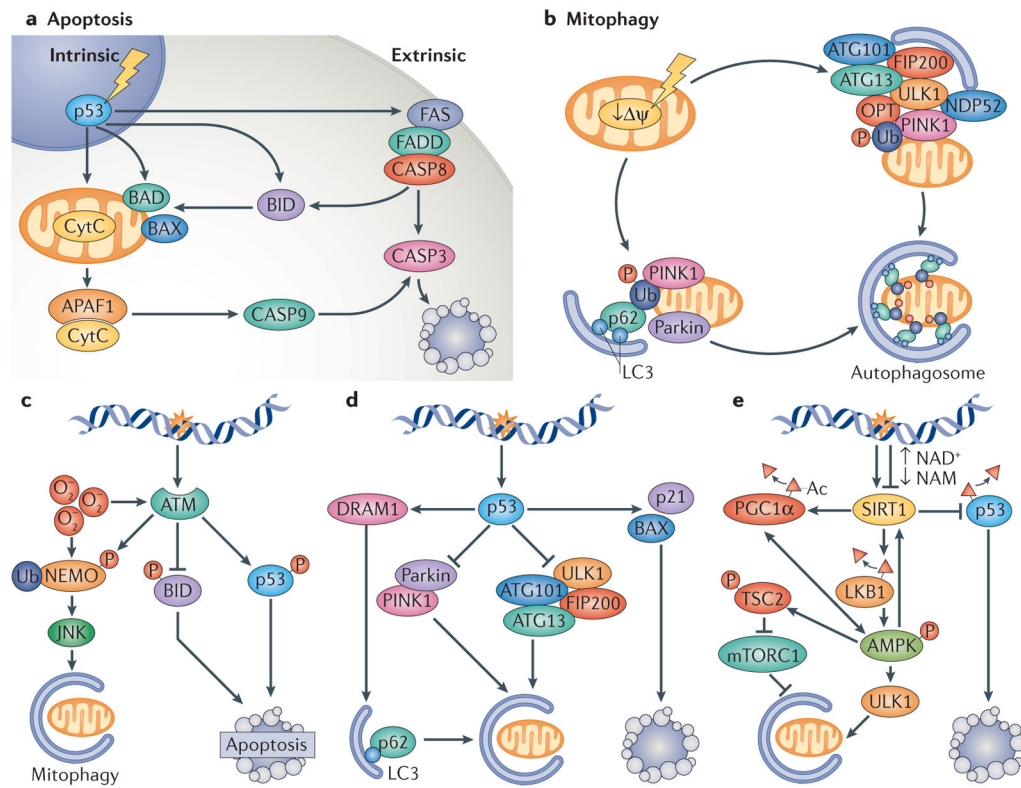 a Apoptosis
Intrinsic
Extrinsic
p53
FAS
FADD
CASP8
BAD
BID
CytC
BAX
CASP3
APAF1
CytC
CASP9
b Mitophagy
↓Δψ
ATG101
FIP200
ATG13
ULK1
OPT
NDP52
P
Ub
PINK1
P
PINK1
Ub
p62
Parkin
LC3
Autophagosome
c
O2−
O2−
O2−
ATM
Ub
NEMO
P
P
BID
p53
P
JNK
Mitophagy
Apoptosis
d
DRAM1
p53
p21
BAX
Parkin
PINK1
ULK1
ATG101
FIP200
ATG13
p62
LC3
e
↑ NAD+
↓ NAM
Ac
PGC1α
SIRT1
p53
P
TSC2
LKB1
mTORC1
AMPK
P
ULK1